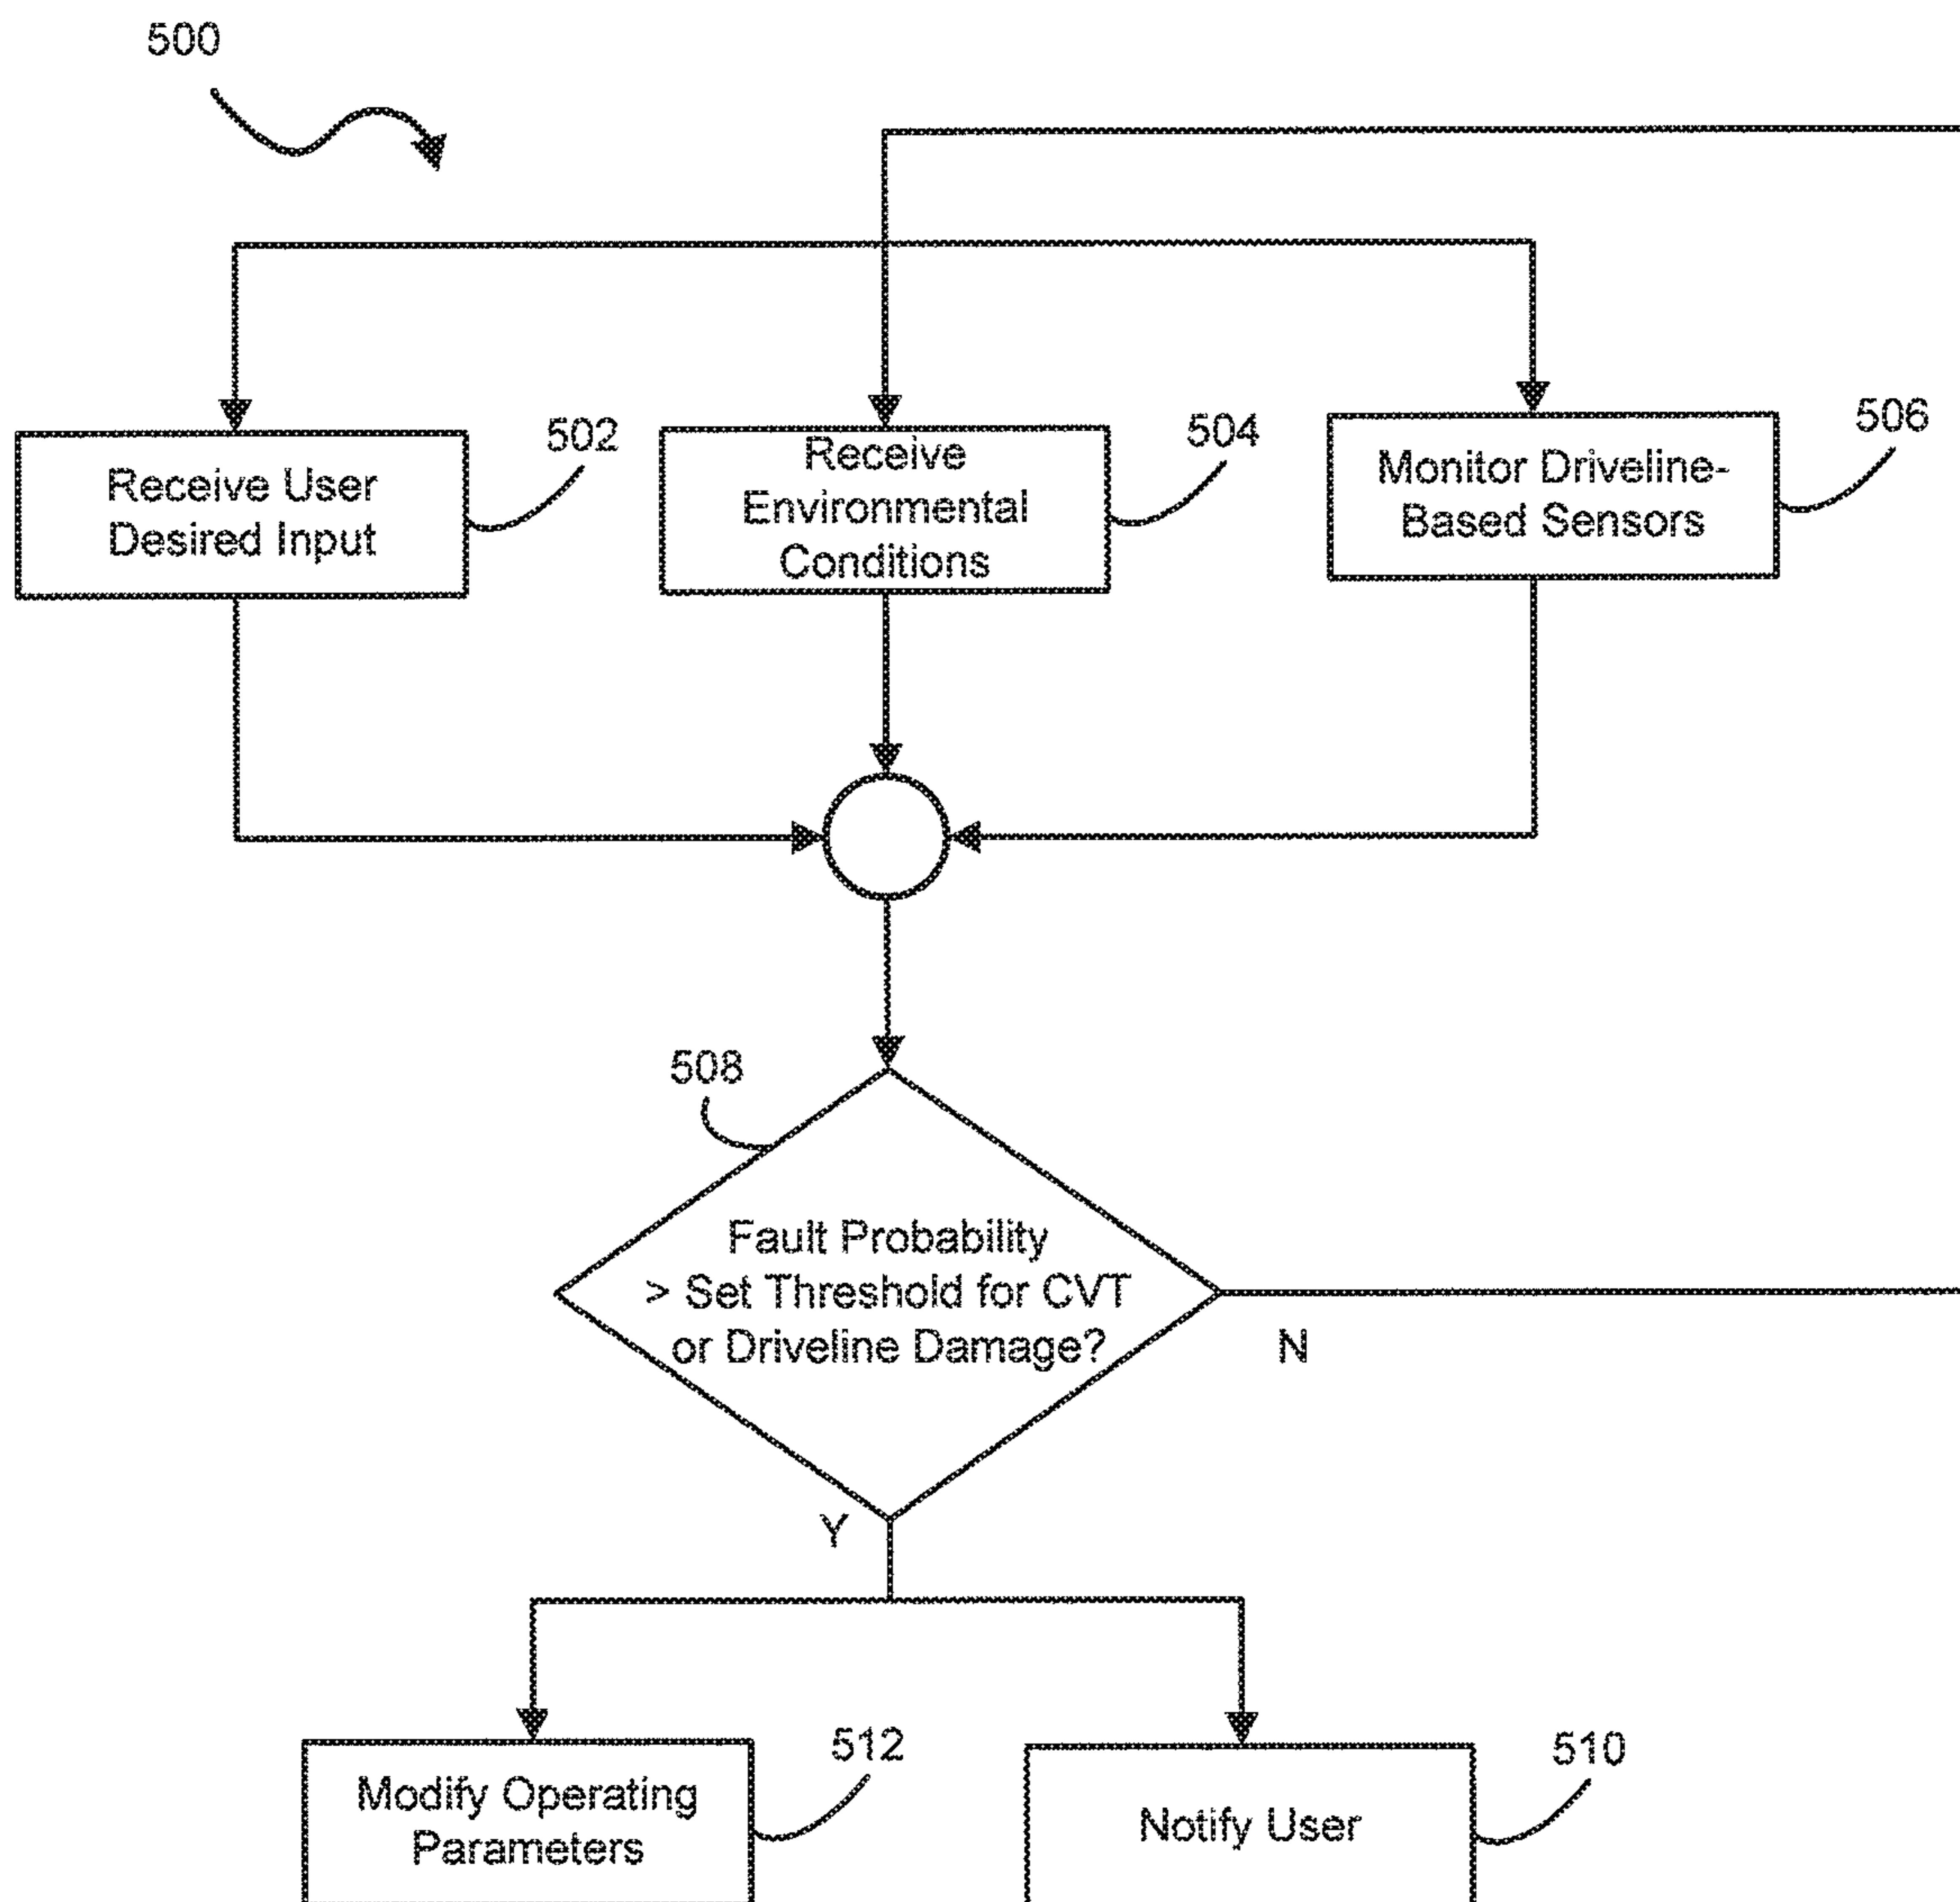 500
502
504
506
Receive User
Desired Input
Receive
Environmental
Conditions
Monitor Driveline-
Based Sensors
508
Fault Probability
> Set Threshold for CVT
or Driveline Damage?
N
Y
512
510
Modify Operating
Parameters
Notify User